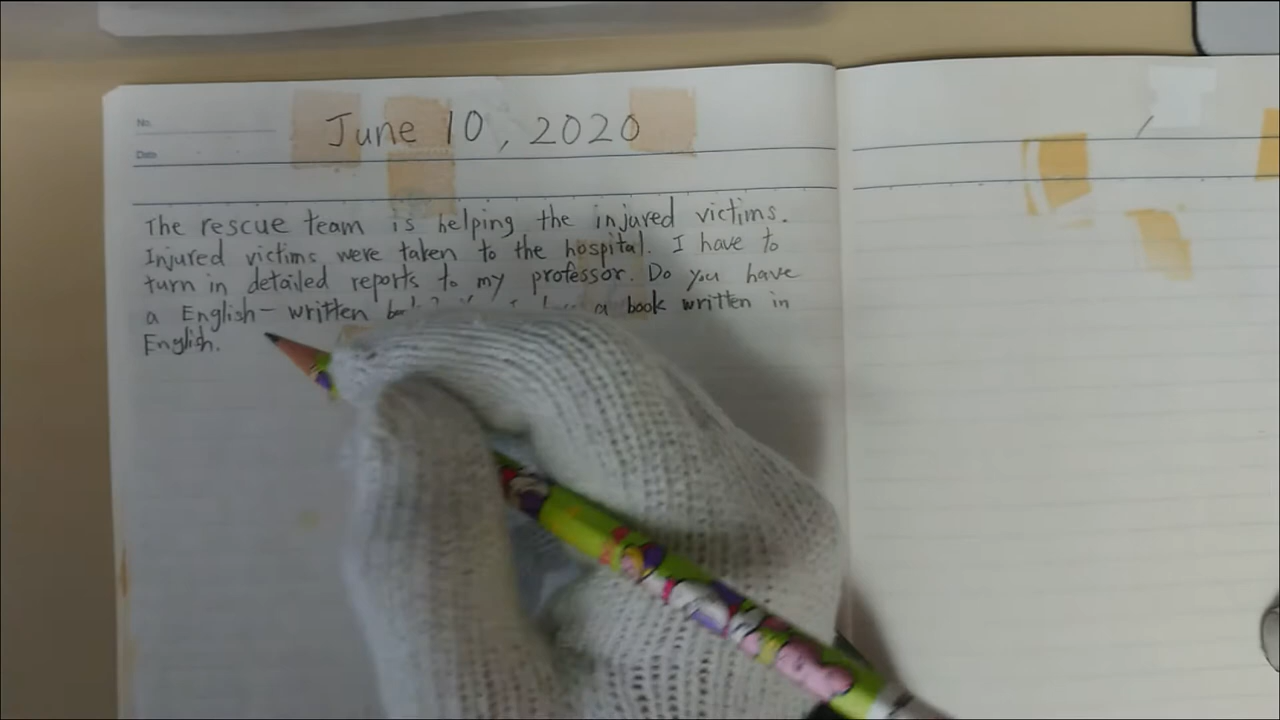 No.
Date
June 10, 2020
The rescue team is helping the injured victims.
Injured victims were taken to the hospital. I have to
turn in detailed reports to my professor. Do you have
a English- written a book written in
English.